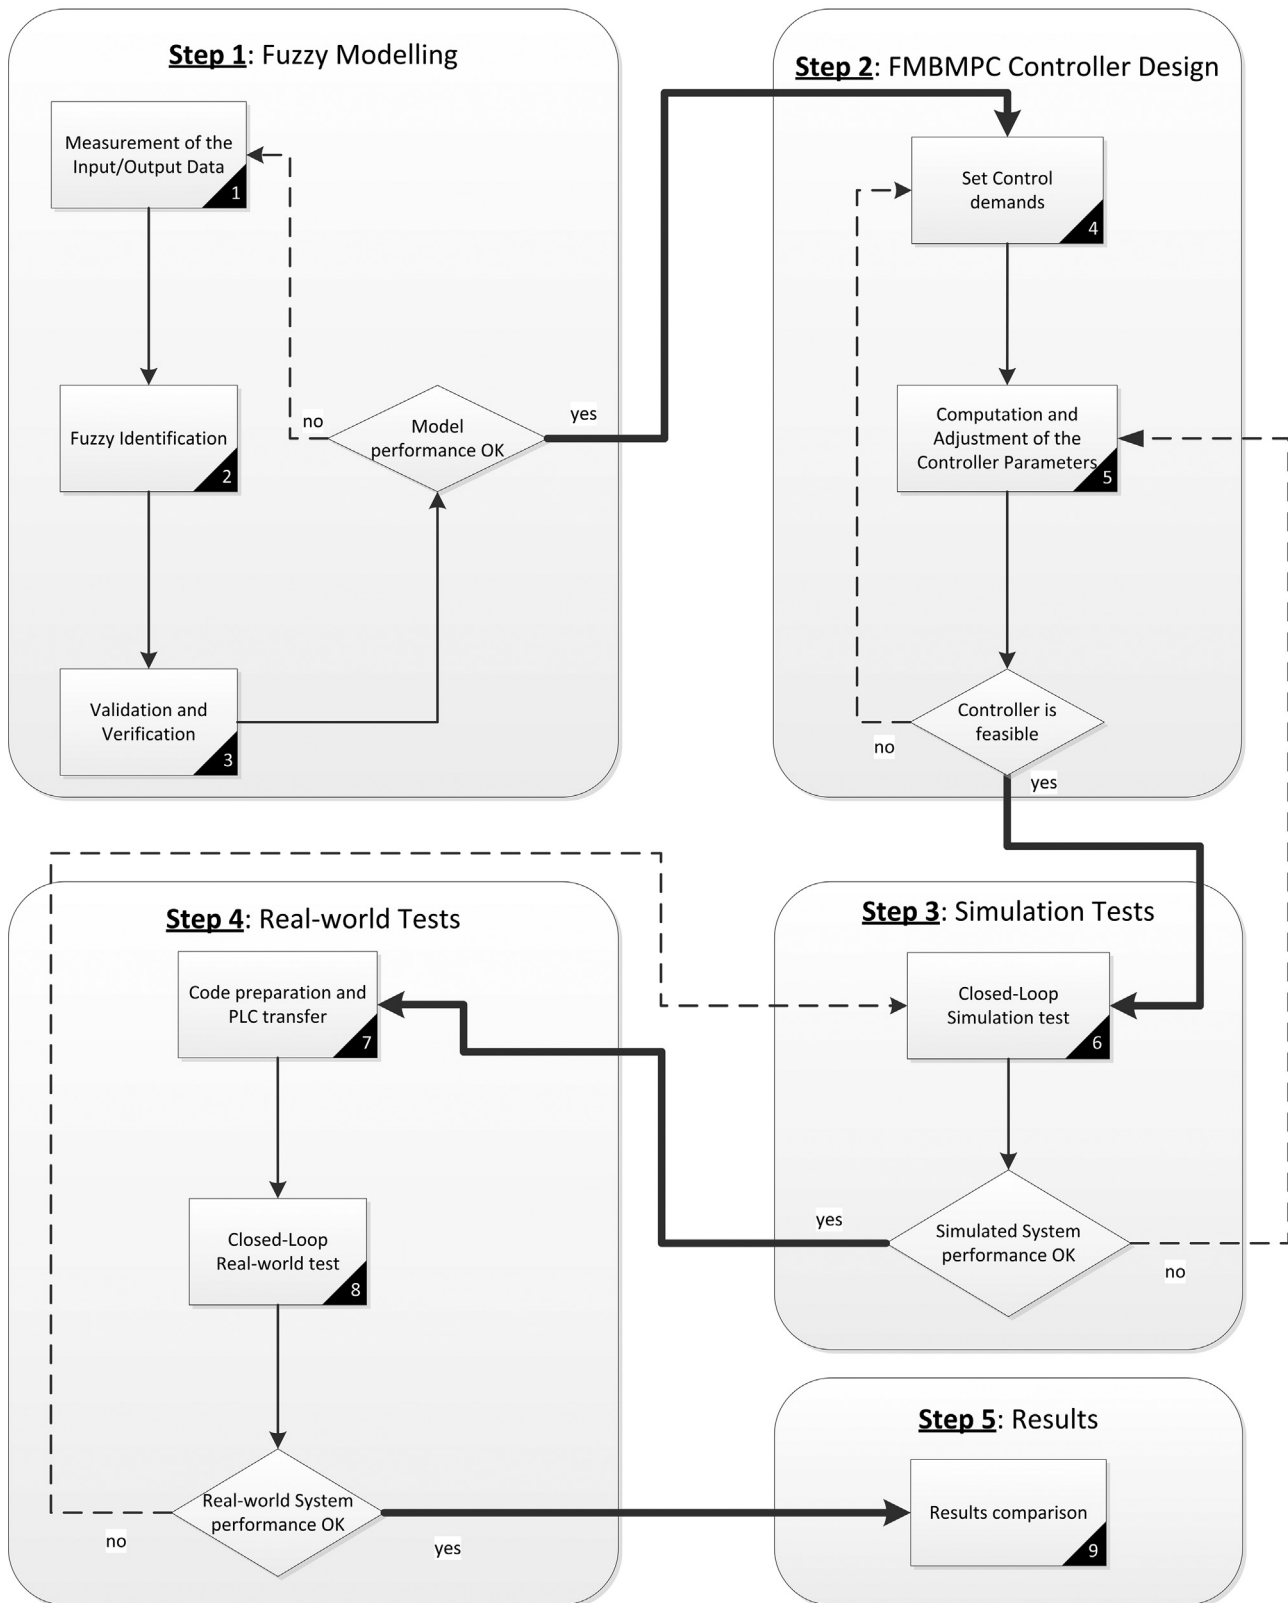 Step 1: Fuzzy Modelling
Measurement of the
Input/Output Data
1
Fuzzy Identification
2
Validation and
Verification
3
Model
performance OK
no
yes
Step 2: FMBMPC Controller Design
Set Control
demands
4
Computation and
Adjustment of the
Controller Parameters
5
Controller is
feasible
no
yes
Step 3: Simulation Tests
Closed-Loop
Simulation test
6
Simulated System
performance OK
yes
no
Step 4: Real-world Tests
Code preparation and
PLC transfer
7
Closed-Loop
Real-world test
8
Real-world System
performance OK
no
yes
Step 5: Results
Results comparison
9